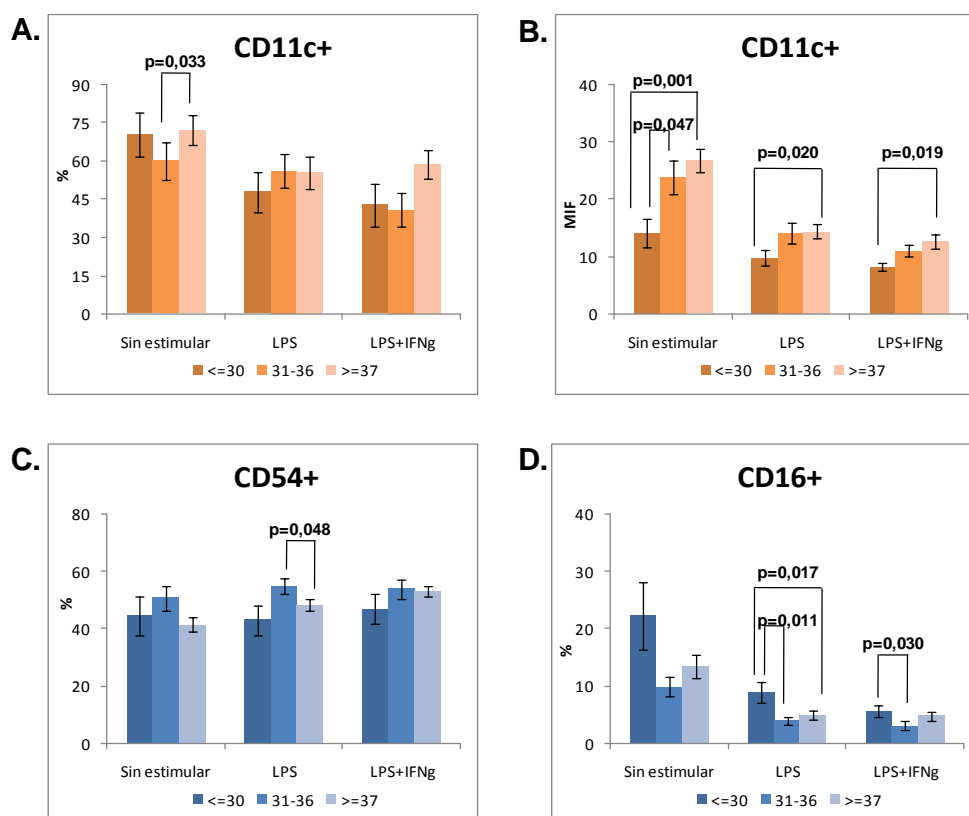 A.
CD11c+
p=0,033
90
75
60
45
30
15
0
%
Sin estimular LPS LPS+IFNg
<=30 31-36 >=37
B.
CD11c+
p=0,001
p=0,047
p=0,020
p=0,019
40
30
20
10
0
MIF
Sin estimular LPS LPS+IFNg
<=30 31-36 >=37
C.
CD54+
p=0,048
80
60
40
20
0
%
Sin estimular LPS LPS+IFNg
<=30 31-36 >=37
D.
CD16+
p=0,017
p=0,011
p=0,030
40
30
20
10
0
%
Sin estimular LPS LPS+IFNg
<=30 31-36 >=37